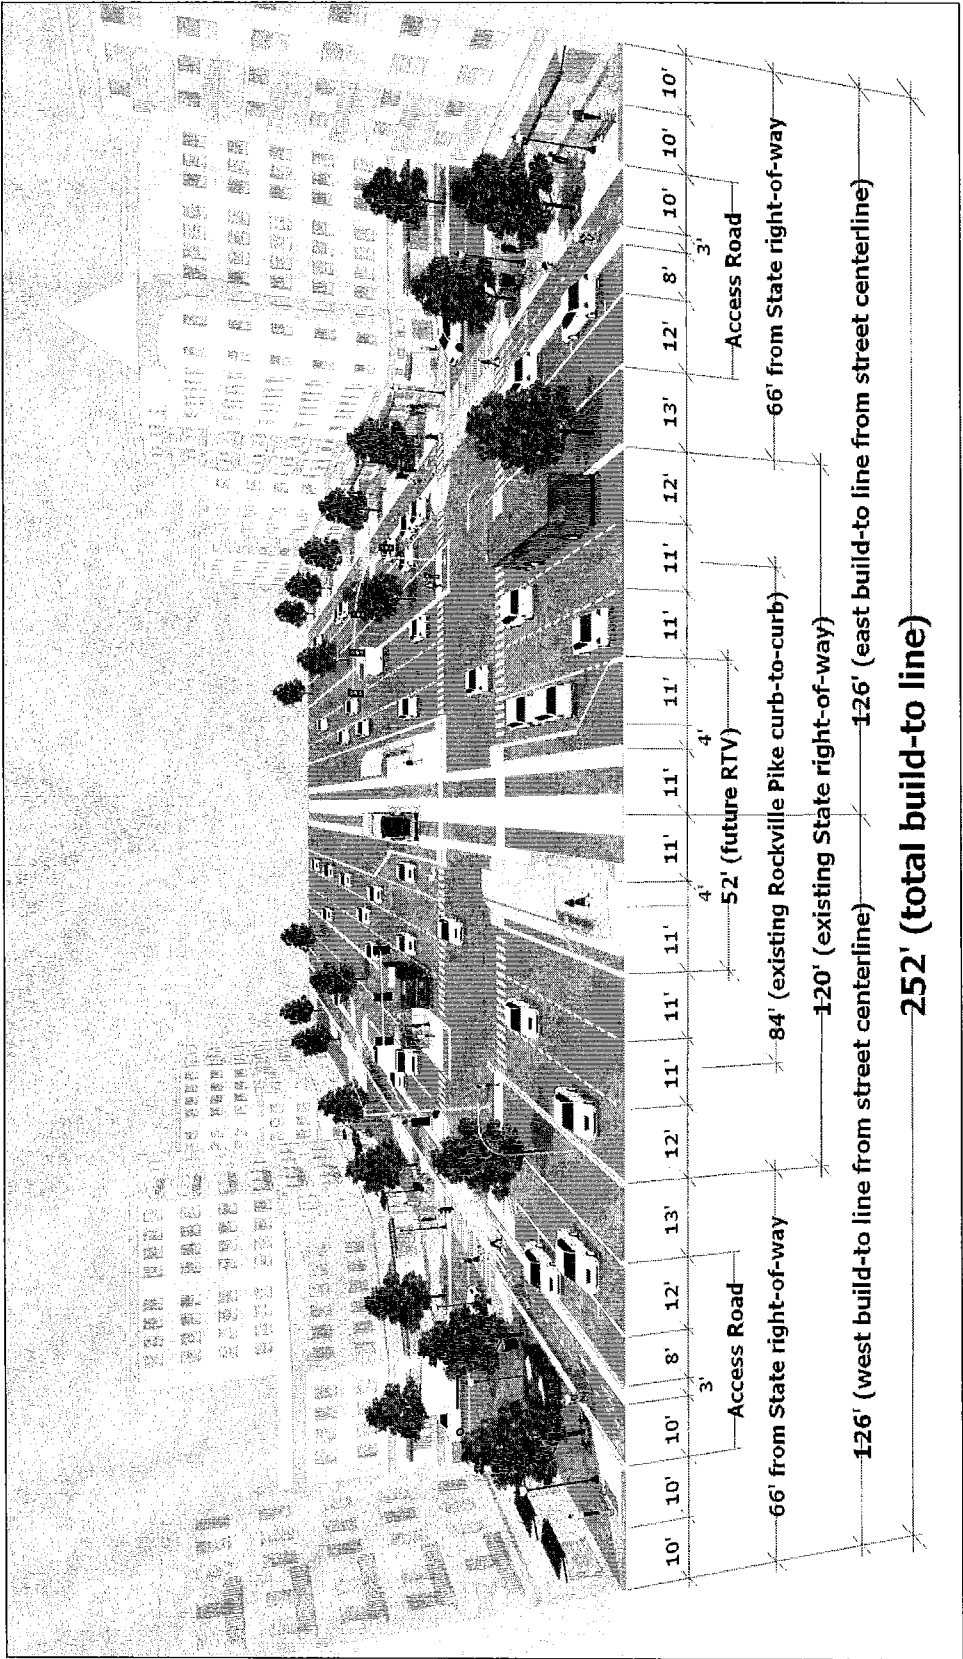 10' 10' 10' 8' 12' 13' 12' 11' 11' 11' 11' 11' 11' 11' 11' 12' 13' 12' 8' 10' 10' 10'
3' 4' 4' 3'
Access Road 52' (future RTV) Access Road
66' from State right-of-way 84' (existing Rockville Pike curb-to-curb) 66' from State right-of-way
120' (existing State right-of-way)
126' (west build-to line from street centerline) 126' (east build-to line from street centerline)
252' (total build-to line)